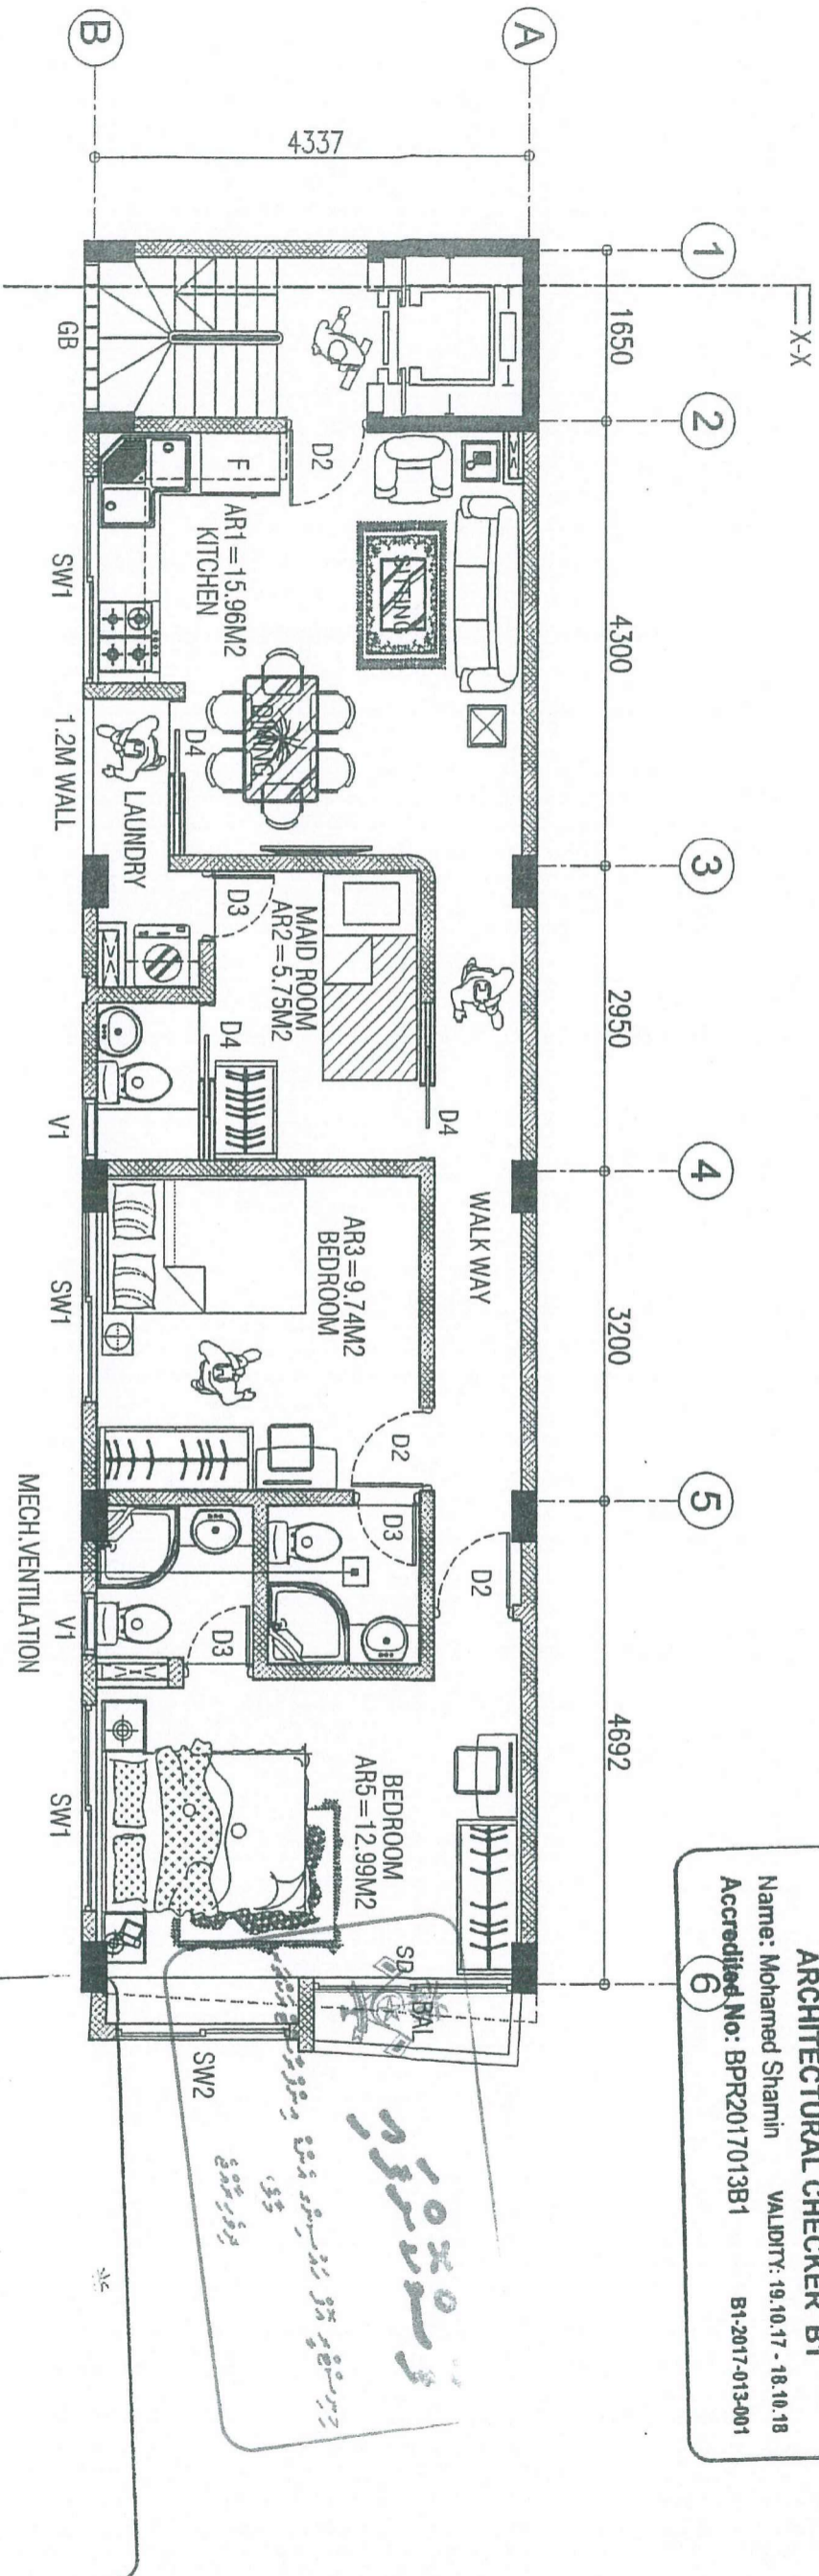 X-X
1
2
3
4
5
6
A
B
1650
4300
2950
3200
4692
4337
GB
D2
F
AR1=15.96M2
KITCHEN
SITTING
DINING
D4
LAUNDRY
SW1
1.2M WALL
D3
MAID ROOM
AR2=5.75M2
D4
D4
V1
WALKWAY
AR3=9.74M2
BEDROOM
SW1
D2
D3
D2
MECH.VENTILATION
V1
D3
BEDROOM
AR5=12.99M2
SW1
SD
BAL
SW2
ARCHITECTURAL CHECKER B1
Name: Mohamed Shamin VALIDITY: 19.10.17 - 18.10.18
Accredited No: BPR2017013B1 B1-2017-013-001